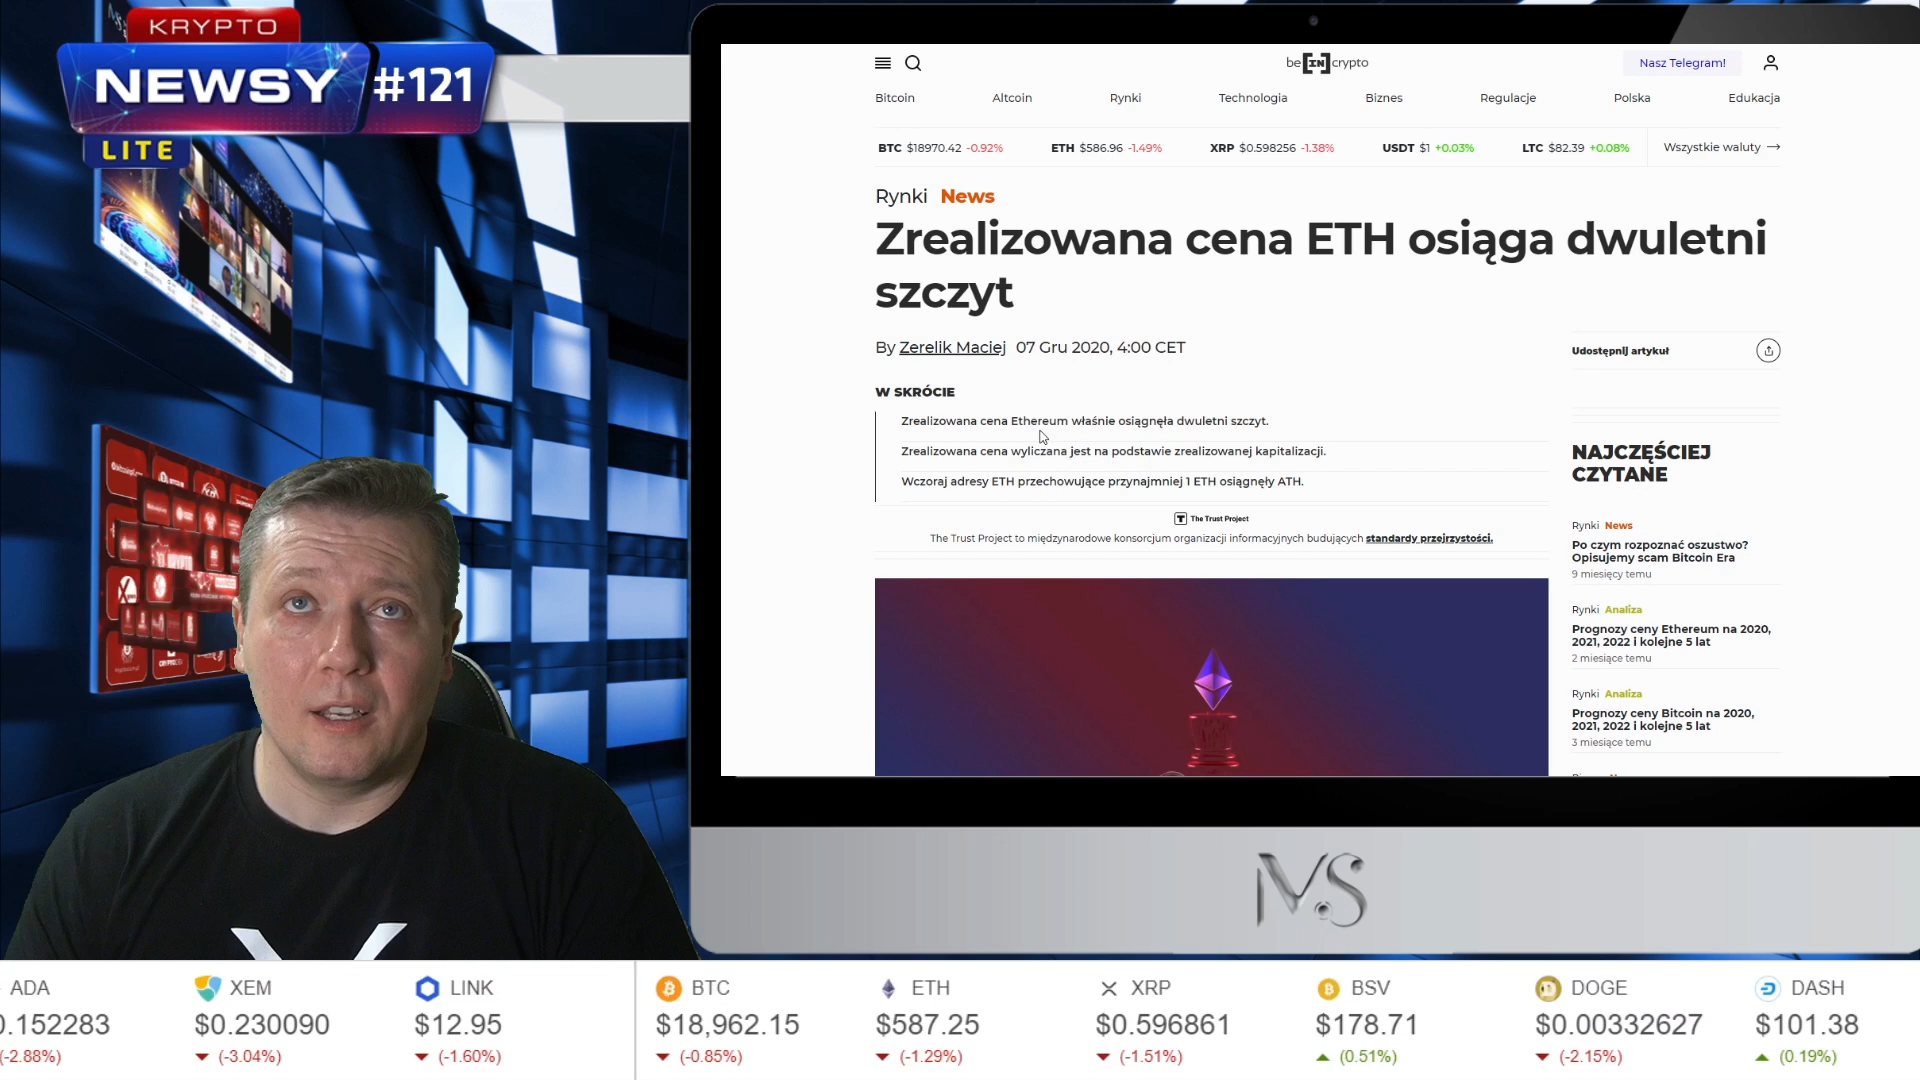 KRYPTO
NEWSY #121
LITE
be[IN]crypto
Nasz Telegram!
Bitcoin Altcoin Rynki Technologia Biznes Regulacje Polska Edukacja
BTC $18970.42 -0.92% ETH $586.96 -1.49% XRP $0.598256 -1.38% USDT $1 +0.03% LTC $82.39 +0.08% Wszystkie waluty →
Rynki News
Zrealizowana cena ETH osiąga dwuletni
szczyt
By Zerelik Maciej 07 Gru 2020, 4:00 CET
Udostępnij artykuł
W SKRÓCIE
Zrealizowana cena Ethereum właśnie osiągnęła dwuletni szczyt.
Zrealizowana cena wyliczana jest na podstawie zrealizowanej kapitalizacji.
Wczoraj adresy ETH przechowujące przynajmniej 1 ETH osiągnęły ATH.
The Trust Project
The Trust Project to międzynarodowe konsorcjum organizacji informacyjnych budujących standardy przejrzystości.
NAJCZĘŚCIEJ
CZYTANE
Rynki News
Po czym rozpoznać oszustwo?
Opisujemy scam Bitcoin Era
9 miesięcy temu
Rynki Analiza
Prognozy ceny Ethereum na 2020,
2021, 2022 i kolejne 5 lat
2 miesiące temu
Rynki Analiza
Prognozy ceny Bitcoin na 2020,
2021, 2022 i kolejne 5 lat
3 miesiące temu
M.S
ADA XEM LINK BTC ETH XRP BSV DOGE DASH
0.152283 $0.230090 $12.95 $18,962.15 $587.25 $0.596861 $178.71 $0.00332627 $101.38
(-2.88%) (-3.04%) (-1.60%) (-0.85%) (-1.29%) (-1.51%) (0.51%) (-2.15%) (0.19%)